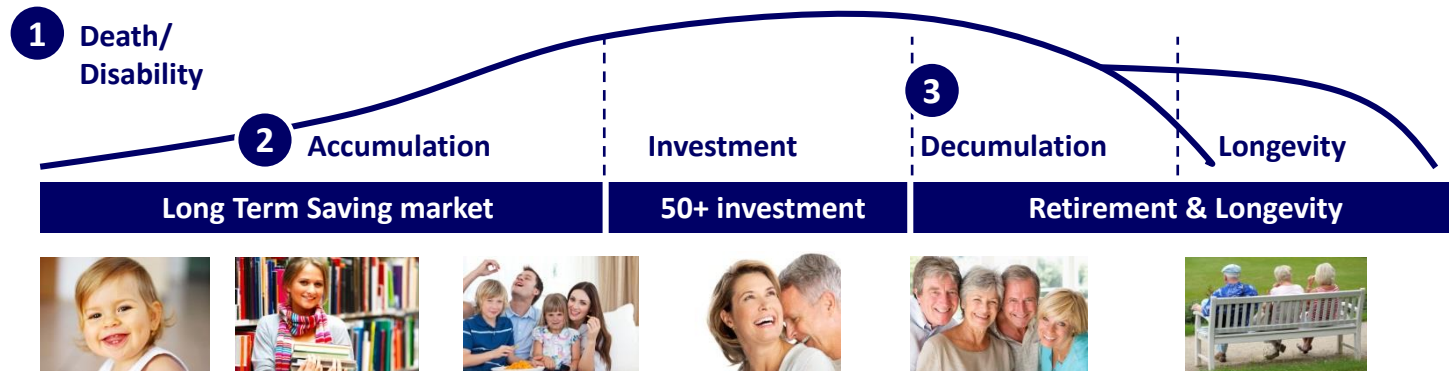 1 Death/
Disability
2 Accumulation
Investment
3
Decumulation
Longevity
Long Term Saving market
50+ investment
Retirement & Longevity